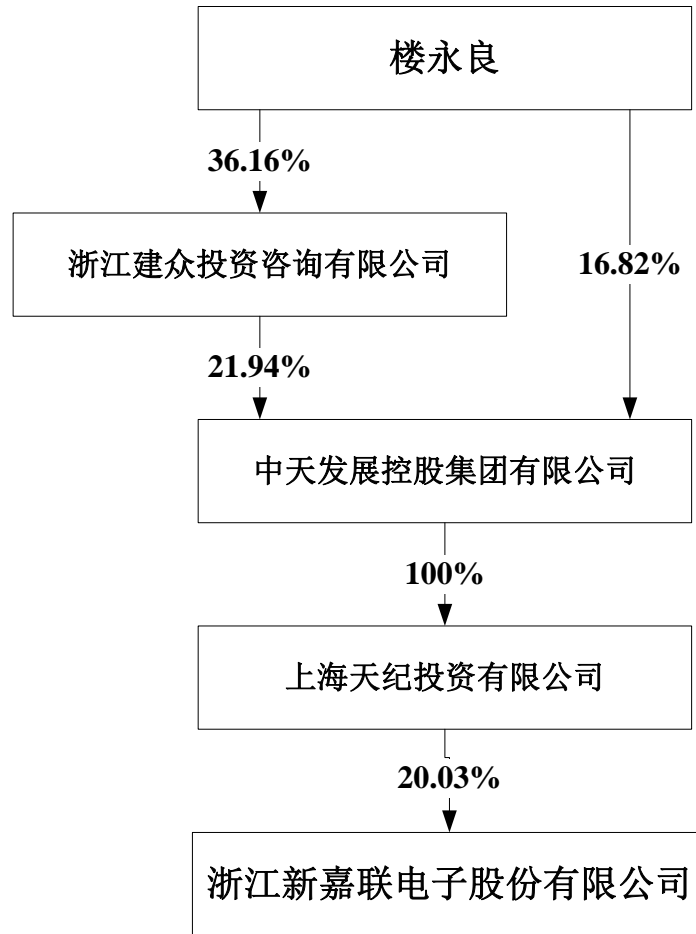 楼永良
36.16%
浙江建众投资咨询有限公司
16.82%
21.94%
中天发展控股集团有限公司
100%
上海天纪投资有限公司
20.03%
浙江新嘉联电子股份有限公司